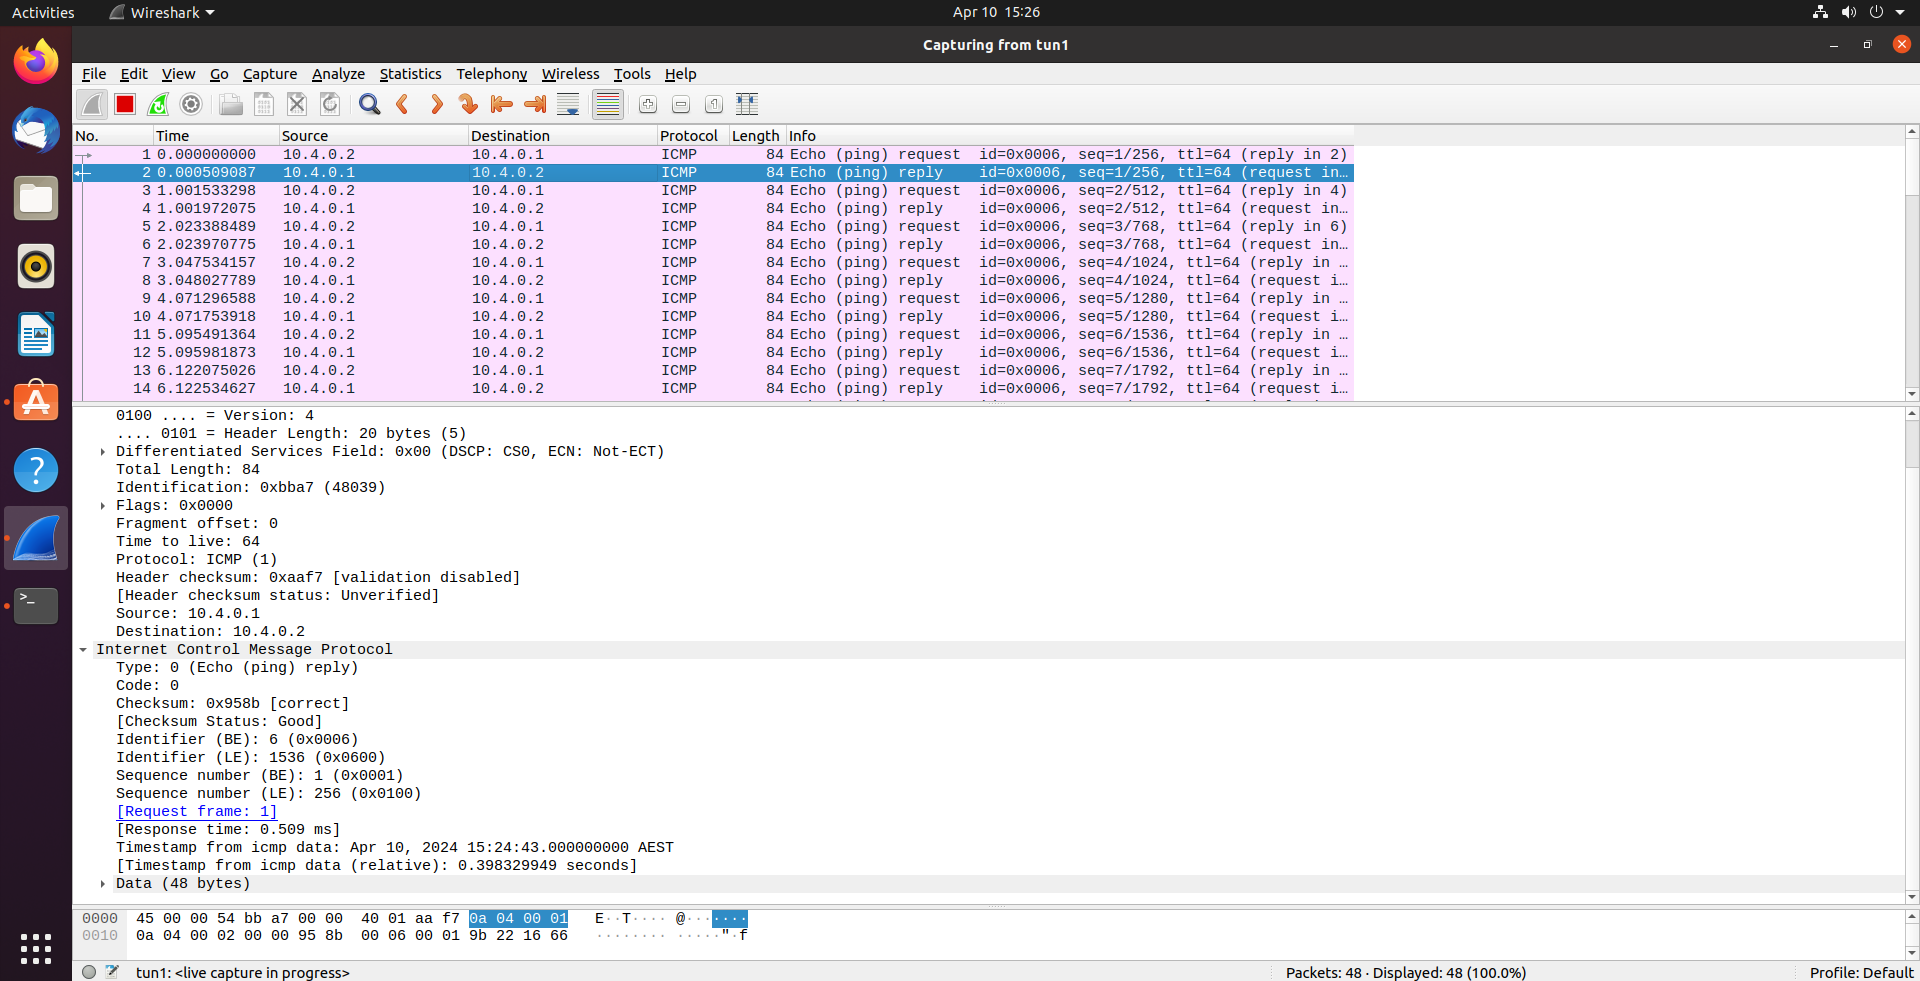 Activities Wireshark Apr 10 15:26
Capturing from tun1
File Edit View Go Capture Analyze Statistics Telephony Wireless Tools Help
No. Time Source Destination Protocol Length Info
1 0.000000000 10.4.0.2 10.4.0.1 ICMP 84 Echo (ping) request id=0x0006, seq=1/256, ttl=64 (reply in 2)
2 0.000509087 10.4.0.1 10.4.0.2 ICMP 84 Echo (ping) reply id=0x0006, seq=1/256, ttl=64 (request in…
3 1.001533298 10.4.0.2 10.4.0.1 ICMP 84 Echo (ping) request id=0x0006, seq=2/512, ttl=64 (reply in 4)
4 1.001972075 10.4.0.1 10.4.0.2 ICMP 84 Echo (ping) reply id=0x0006, seq=2/512, ttl=64 (request in…
5 2.023388489 10.4.0.2 10.4.0.1 ICMP 84 Echo (ping) request id=0x0006, seq=3/768, ttl=64 (reply in 6)
6 2.023970775 10.4.0.1 10.4.0.2 ICMP 84 Echo (ping) reply id=0x0006, seq=3/768, ttl=64 (request in…
7 3.047534157 10.4.0.2 10.4.0.1 ICMP 84 Echo (ping) request id=0x0006, seq=4/1024, ttl=64 (reply in …
8 3.048027789 10.4.0.1 10.4.0.2 ICMP 84 Echo (ping) reply id=0x0006, seq=4/1024, ttl=64 (request i…
9 4.071296588 10.4.0.2 10.4.0.1 ICMP 84 Echo (ping) request id=0x0006, seq=5/1280, ttl=64 (reply in …
10 4.071753918 10.4.0.1 10.4.0.2 ICMP 84 Echo (ping) reply id=0x0006, seq=5/1280, ttl=64 (request i…
11 5.095491364 10.4.0.2 10.4.0.1 ICMP 84 Echo (ping) request id=0x0006, seq=6/1536, ttl=64 (reply in …
12 5.095981873 10.4.0.1 10.4.0.2 ICMP 84 Echo (ping) reply id=0x0006, seq=6/1536, ttl=64 (request i…
13 6.122075026 10.4.0.2 10.4.0.1 ICMP 84 Echo (ping) request id=0x0006, seq=7/1792, ttl=64 (reply in …
14 6.122534627 10.4.0.1 10.4.0.2 ICMP 84 Echo (ping) reply id=0x0006, seq=7/1792, ttl=64 (request i…
0100 .... = Version: 4
.... 0101 = Header Length: 20 bytes (5)
Differentiated Services Field: 0x00 (DSCP: CS0, ECN: Not-ECT)
Total Length: 84
Identification: 0xbba7 (48039)
Flags: 0x0000
Fragment offset: 0
Time to live: 64
Protocol: ICMP (1)
Header checksum: 0xaaf7 [validation disabled]
[Header checksum status: Unverified]
Source: 10.4.0.1
Destination: 10.4.0.2
Internet Control Message Protocol
Type: 0 (Echo (ping) reply)
Code: 0
Checksum: 0x958b [correct]
[Checksum Status: Good]
Identifier (BE): 6 (0x0006)
Identifier (LE): 1536 (0x0600)
Sequence number (BE): 1 (0x0001)
Sequence number (LE): 256 (0x0100)
[Request frame: 1]
[Response time: 0.509 ms]
Timestamp from icmp data: Apr 10, 2024 15:24:43.000000000 AEST
[Timestamp from icmp data (relative): 0.398329949 seconds]
Data (48 bytes)
0000 45 00 00 54 bb a7 00 00 40 01 aa f7 0a 04 00 01 E··T···· @·······
0010 0a 04 00 02 00 00 95 8b 00 06 00 01 9b 22 16 66 ········ ·····"·f
tun1: <live capture in progress> Packets: 48 · Displayed: 48 (100.0%) Profile: Default